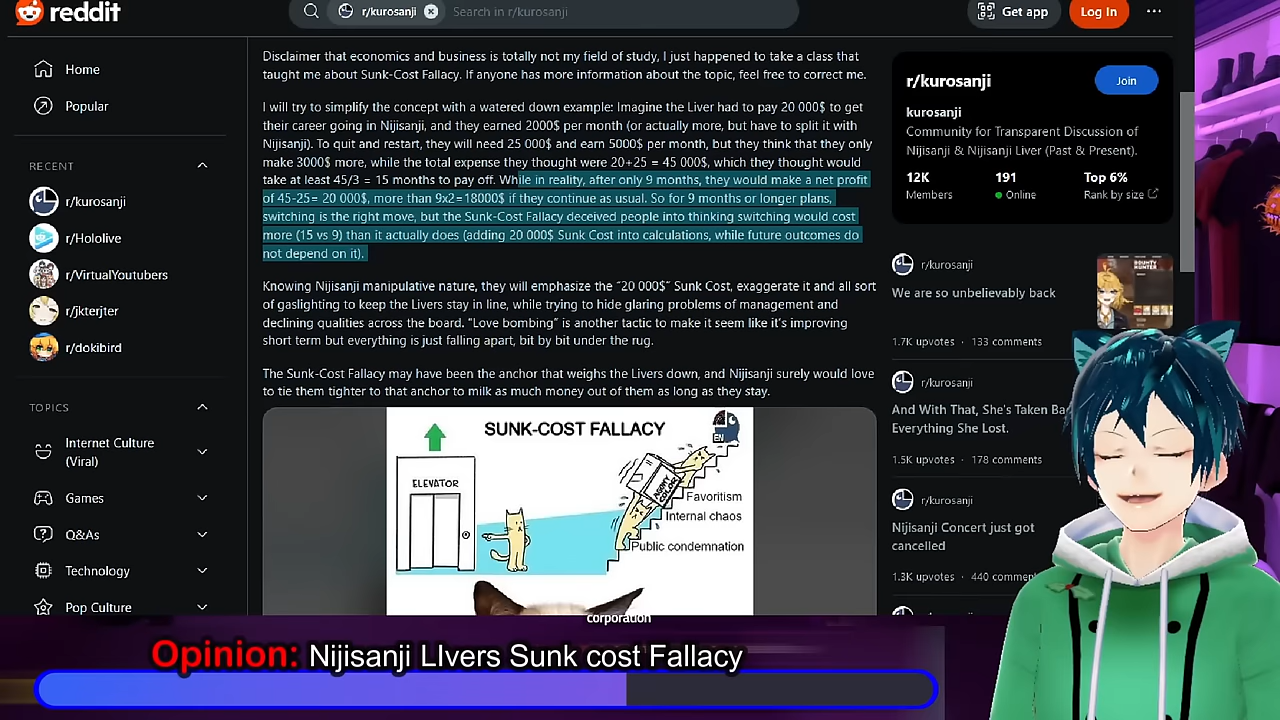 reddit
r/kurosanji
Search in r/kurosanji
Get app
Log In
Home
Popular
RECENT
r/kurosanji
r/Hololive
r/VirtualYoutubers
r/jkterjter
r/dokibird
TOPICS
Internet Culture
(Viral)
Games
Q&As
Technology
Pop Culture
Disclaimer that economics and business is totally not my field of study, I just happened to take a class that
taught me about Sunk-Cost Fallacy. If anyone has more information about the topic, feel free to correct me.
I will try to simplify the concept with a watered down example: Imagine the Liver had to pay 20 000$ to get
their career going in Nijisanji, and they earned 2000$ per month (or actually more, but have to split it with
Nijisanji). To quit and restart, they will need 25 000$ and earn 5000$ per month, but they think that they only
make 3000$ more, while the total expense they thought were 20+25 = 45 000$, which they thought would
take at least 45/3 = 15 months to pay off. While in reality, after only 9 months, they would make a net profit
of 45-25= 20 000$, more than 9x2=18000$ if they continue as usual. So for 9 months or longer plans,
switching is the right move, but the Sunk-Cost Fallacy deceived people into thinking switching would cost
more (15 vs 9) than it actually does (adding 20 000$ Sunk Cost into calculations, while future outcomes do
not depend on it).
Knowing Nijisanji manipulative nature, they will emphasize the "20 000$" Sunk Cost, exaggerate it and all sort
of gaslighting to keep the Livers stay in line, while trying to hide glaring problems of management and
declining qualities across the board. "Love bombing" is another tactic to make it seem like it's improving
short term but everything is just falling apart, bit by bit under the rug.
The Sunk-Cost Fallacy may have been the anchor that weighs the Livers down, and Nijisanji surely would love
to tie them tighter to that anchor to milk as much money out of them as long as they stay.
SUNK-COST FALLACY
EN
ELEVATOR
Favoritism
Internal chaos
Public condemnation
r/kurosanji
Join
kurosanji
Community for Transparent Discussion of
Nijisanji & Nijisanji Liver (Past & Present).
12K
191
Top 6%
Members
Online
Rank by size
r/kurosanji
We are so unbelievably back
1.7K upvotes · 133 comments
BOUNTY
HUNTER
r/kurosanji
And With That, She's Taken Ba
Everything She Lost.
1.5K upvotes · 178 comments
r/kurosanji
Nijisanji Concert just got
cancelled
1.3K upvotes · 440 commen
r/kurosanji
corporation
Opinion: Nijisanji LIvers Sunk cost Fallacy